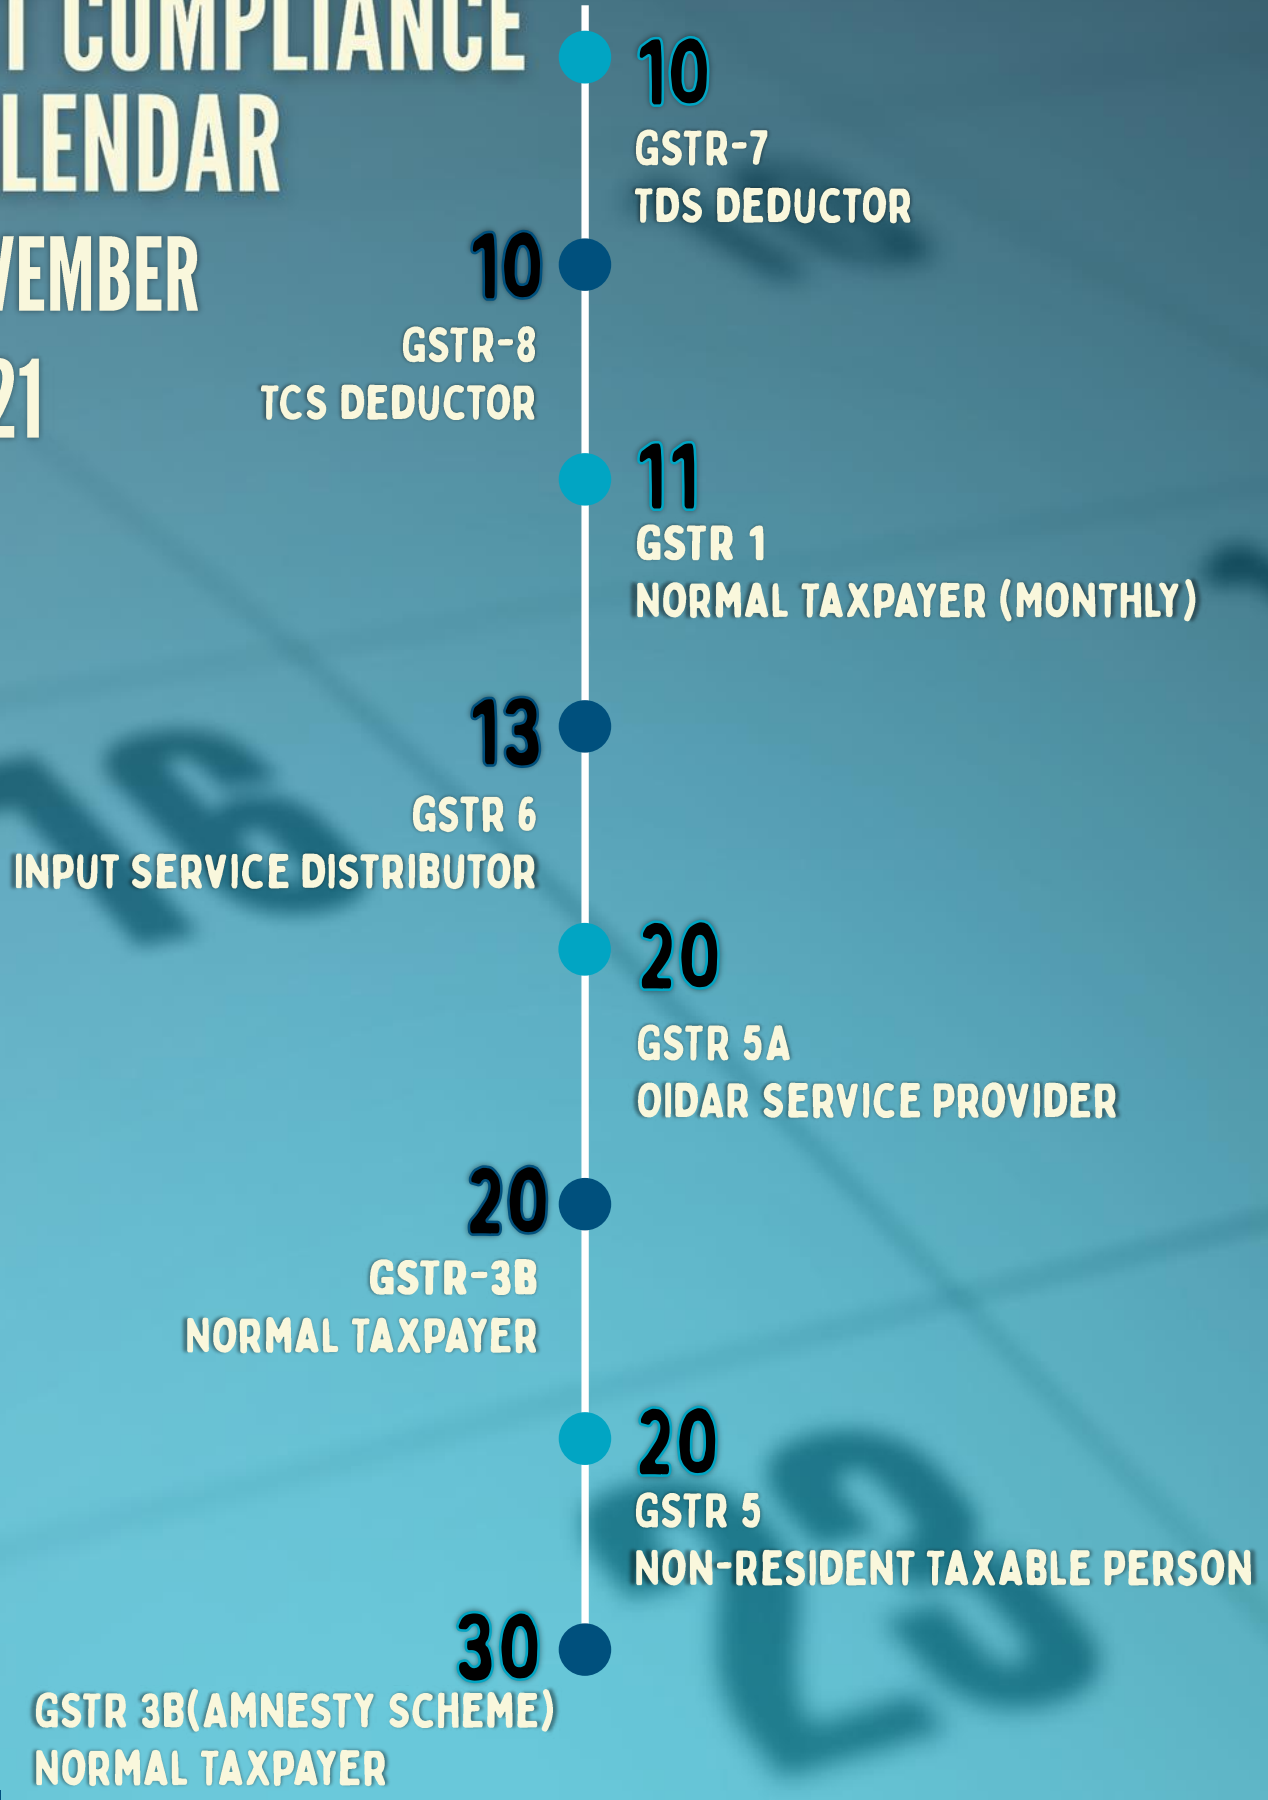 T COMPLIANCE
LENDAR
VEMBER
21
10
GSTR-7
TDS DEDUCTOR
10
GSTR-8
TCS DEDUCTOR
11
GSTR 1
NORMAL TAXPAYER (MONTHLY)
13
GSTR 6
INPUT SERVICE DISTRIBUTOR
16
20
GSTR 5A
OIDAR SERVICE PROVIDER
20
GSTR-3B
NORMAL TAXPAYER
20
GSTR 5
NON-RESIDENT TAXABLE PERSON
23
30
GSTR 3B(AMNESTY SCHEME)
NORMAL TAXPAYER